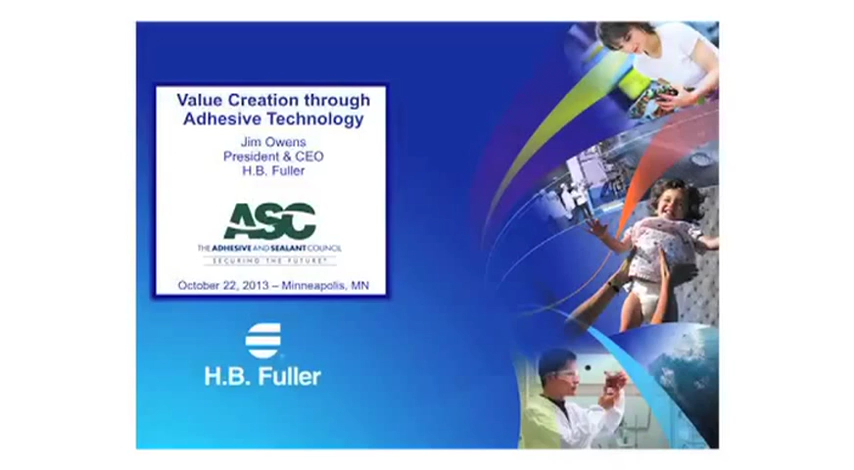 Value Creation through
Adhesive Technology
Jim Owens
President & CEO
H.B. Fuller
ASC
THE ADHESIVE AND SEALANT COUNCIL
SECURING THE FUTURE
October 22, 2013 – Minneapolis, MN
H.B. Fuller